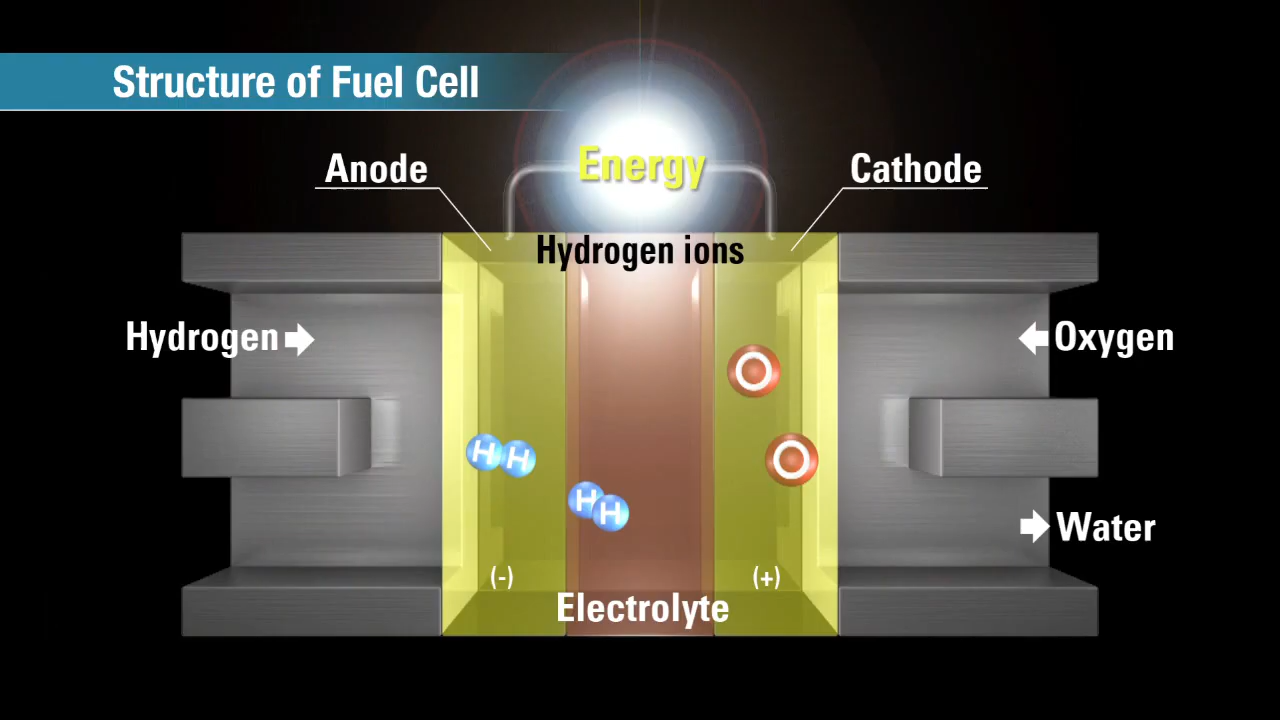 Structure of Fuel Cell
Energy
Anode
Cathode
Hydrogen ions
Hydrogen
Oxygen
O
H H
O
H H
Water
(-)
(+)
Electrolyte